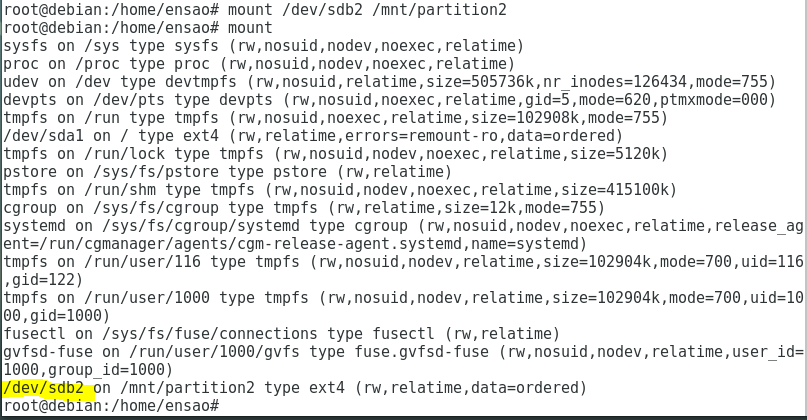 root@debian:/home/ensao# mount /dev/sdb2 /mnt/partition2
root@debian:/home/ensao# mount
sysfs on /sys type sysfs (rw,nosuid,nodev,noexec,relatime)
proc on /proc type proc (rw,nosuid,nodev,noexec,relatime)
udev on /dev type devtmpfs (rw,nosuid,relatime,size=505736k,nr_inodes=126434,mode=755)
devpts on /dev/pts type devpts (rw,nosuid,noexec,relatime,gid=5,mode=620,ptmxmode=000)
tmpfs on /run type tmpfs (rw,nosuid,noexec,relatime,size=102908k,mode=755)
/dev/sda1 on / type ext4 (rw,relatime,errors=remount-ro,data=ordered)
tmpfs on /run/lock type tmpfs (rw,nosuid,nodev,noexec,relatime,size=5120k)
pstore on /sys/fs/pstore type pstore (rw,relatime)
tmpfs on /run/shm type tmpfs (rw,nosuid,nodev,noexec,relatime,size=415100k)
cgroup on /sys/fs/cgroup type tmpfs (rw,relatime,size=12k,mode=755)
systemd on /sys/fs/cgroup/systemd type cgroup (rw,nosuid,nodev,noexec,relatime,release_ag
ent=/run/cgmanager/agents/cgm-release-agent.systemd,name=systemd)
tmpfs on /run/user/116 type tmpfs (rw,nosuid,nodev,relatime,size=102904k,mode=700,uid=116
,gid=122)
tmpfs on /run/user/1000 type tmpfs (rw,nosuid,nodev,relatime,size=102904k,mode=700,uid=10
00,gid=1000)
fusectl on /sys/fs/fuse/connections type fusectl (rw,relatime)
gvfsd-fuse on /run/user/1000/gvfs type fuse.gvfsd-fuse (rw,nosuid,nodev,relatime,user_id=
1000,group_id=1000)
/dev/sdb2 on /mnt/partition2 type ext4 (rw,relatime,data=ordered)
root@debian:/home/ensao#